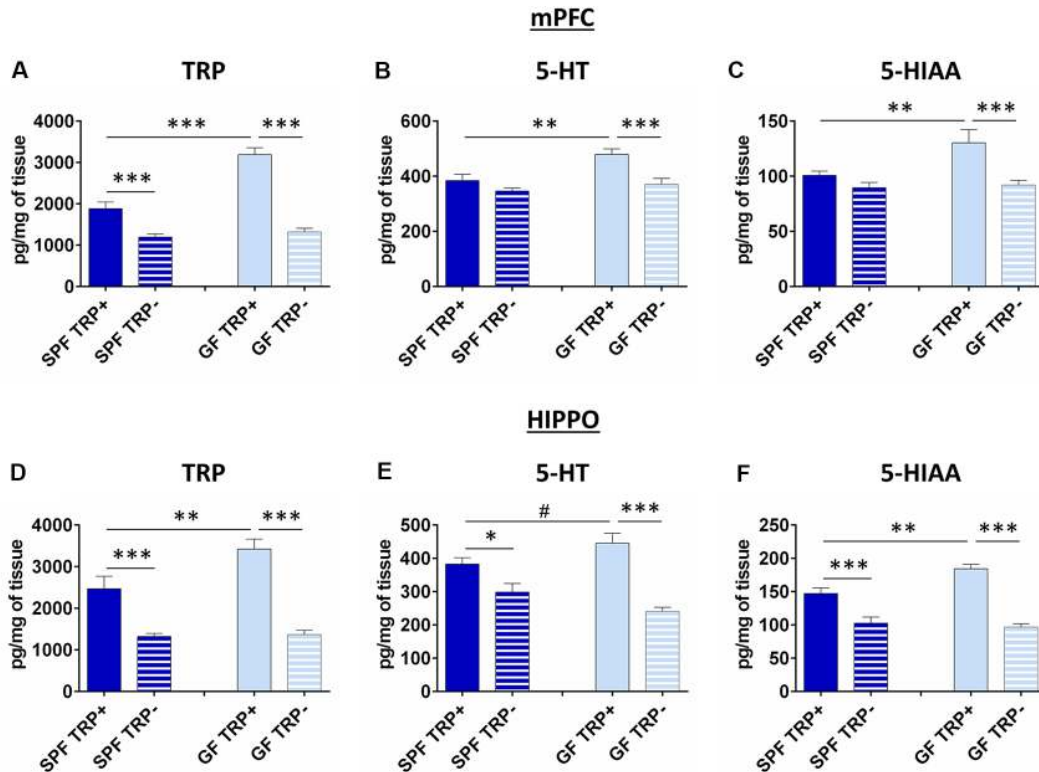 mPFC
A TRP
pg/mg of tissue
4000
3000
2000
1000
0
***
***
***
SPF TRP+
SPF TRP-
GF TRP+
GF TRP-
B 5-HT
pg/mg of tissue
600
400
200
0
**
***
SPF TRP+
SPF TRP-
GF TRP+
GF TRP-
C 5-HIAA
pg/mg of tissue
150
100
50
0
**
***
SPF TRP+
SPF TRP-
GF TRP+
GF TRP-
HIPPO
D TRP
pg/mg of tissue
4000
3000
2000
1000
0
**
***
***
SPF TRP+
SPF TRP-
GF TRP+
GF TRP-
E 5-HT
pg/mg of tissue
500
400
300
200
100
0
#
***
*
SPF TRP+
SPF TRP-
GF TRP+
GF TRP-
F 5-HIAA
pg/mg of tissue
250
200
150
100
50
0
**
***
***
SPF TRP+
SPF TRP-
GF TRP+
GF TRP-